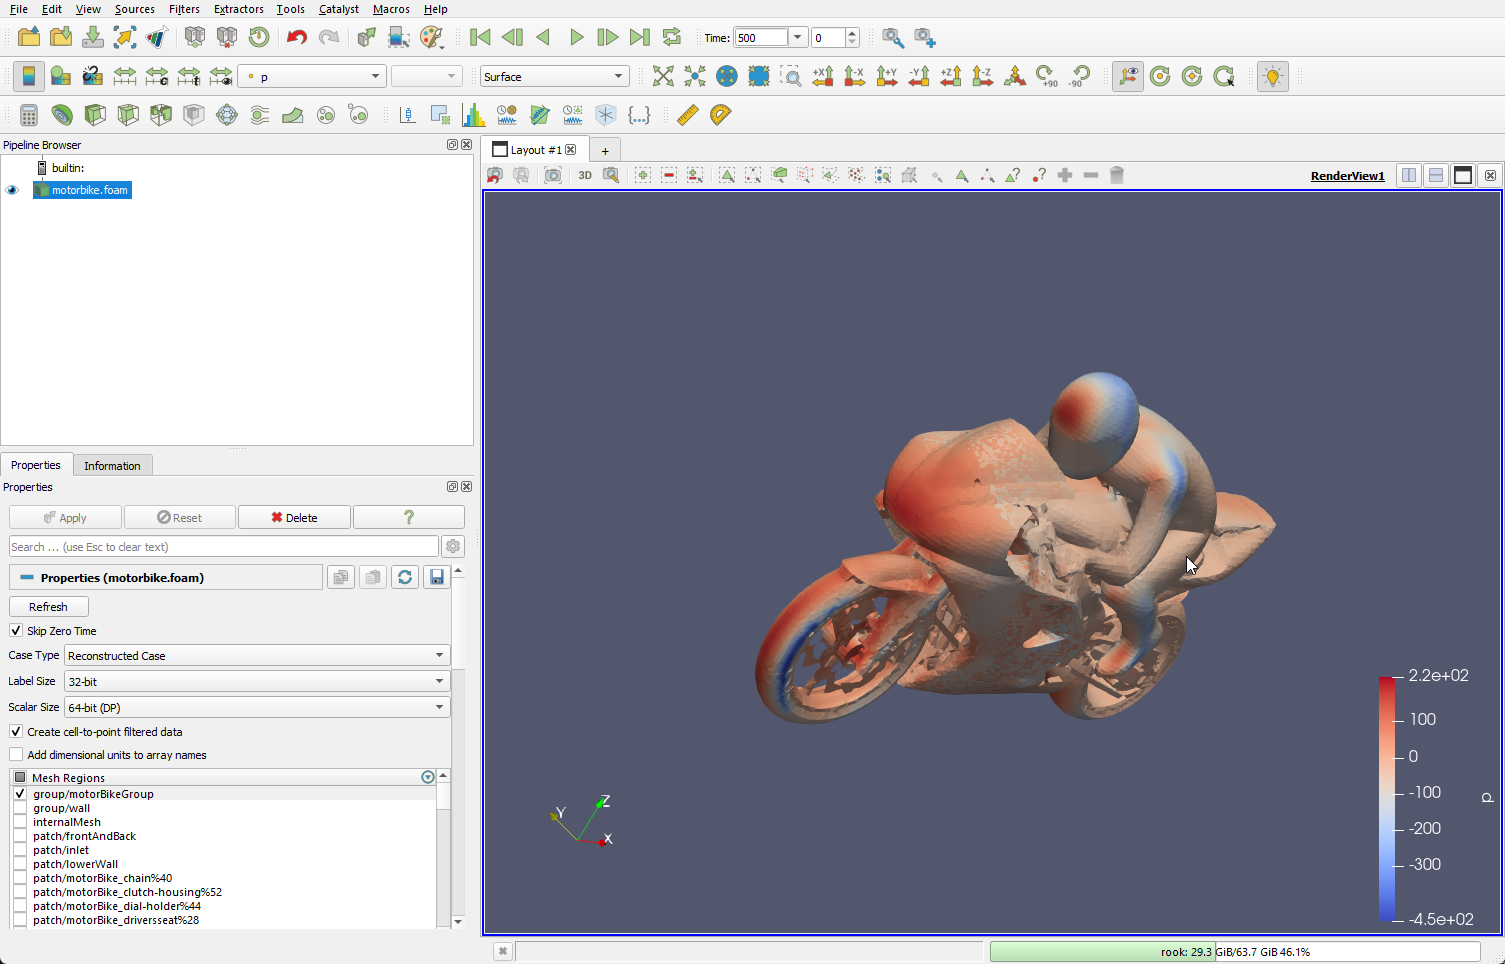 File Edit View Sources Filters Extractors Tools Catalyst Macros Help
Time: 500 0
p Surface +X -X +Y -Y +Z -Z +90 -90
Pipeline Browser
builtin:
motorbike.foam
Layout #1 +
3D RenderView1
Properties Information
Properties
Apply Reset Delete ?
Search ... (use Esc to clear text)
Properties (motorbike.foam)
Refresh
Skip Zero Time
Case Type Reconstructed Case
Label Size 32-bit
Scalar Size 64-bit (DP)
Create cell-to-point filtered data
Add dimensional units to array names
Mesh Regions
group/motorBikeGroup
group/wall
internalMesh
patch/frontAndBack
patch/inlet
patch/lowerWall
patch/motorBike_chain%40
patch/motorBike_clutch-housing%52
patch/motorBike_dial-holder%44
patch/motorBike_driversseat%28
Z
Y
X
2.2e+02
100
0
-100
-200
-300
-4.5e+02
p
rook: 29.3 GiB/63.7 GiB 46.1%